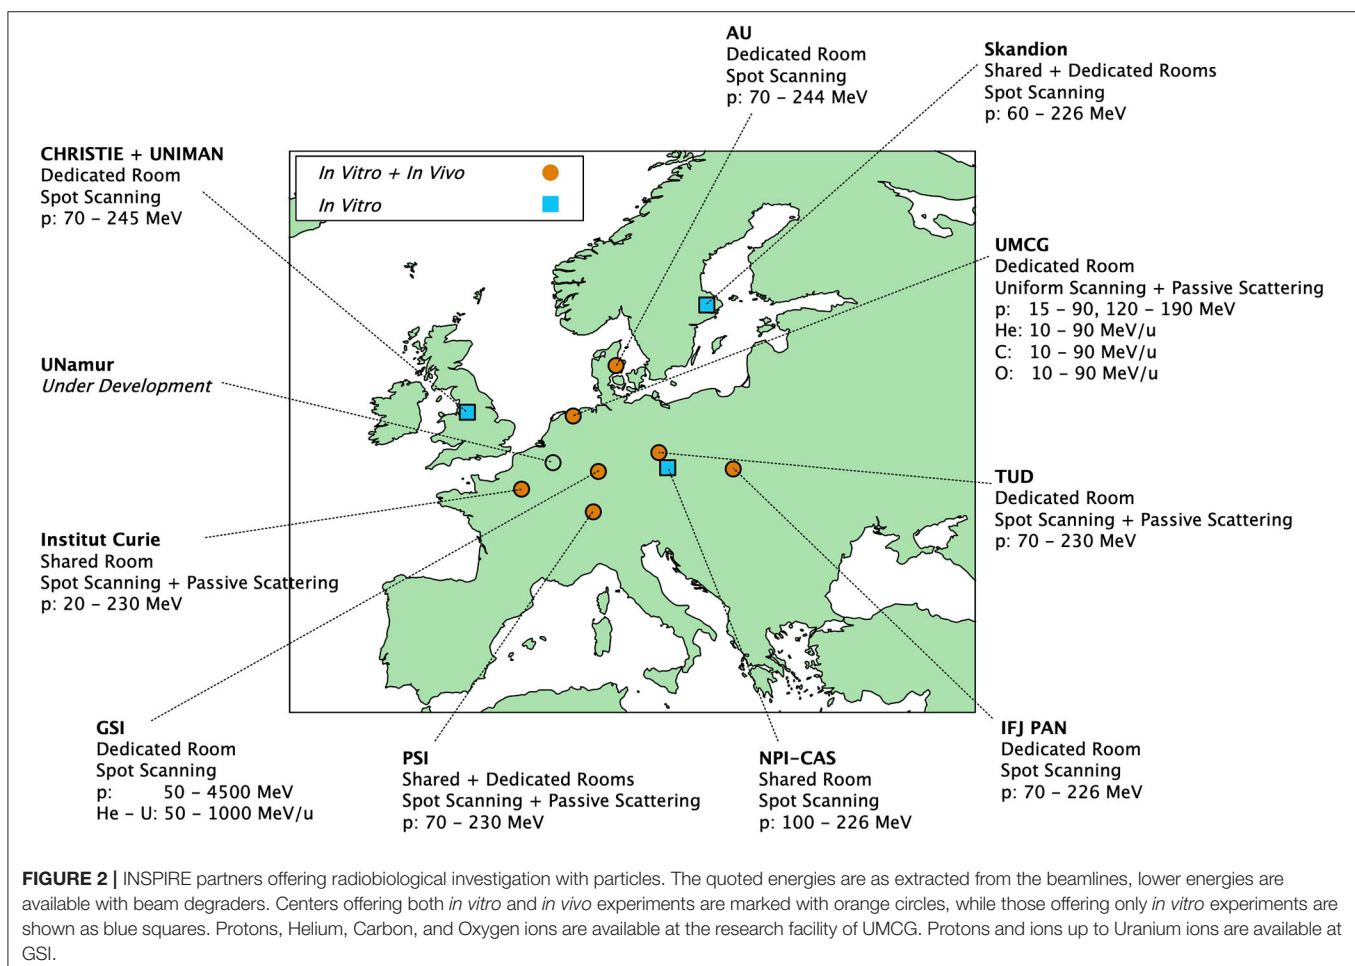 AU
Dedicated Room
Spot Scanning
p: 70 – 244 MeV
Skandion
Shared + Dedicated Rooms
Spot Scanning
p: 60 – 226 MeV
CHRISTIE + UNIMAN
Dedicated Room
Spot Scanning
p: 70 – 245 MeV
In Vitro + In Vivo
In Vitro
UMCG
Dedicated Room
Uniform Scanning + Passive Scattering
p: 15 – 90, 120 – 190 MeV
He: 10 – 90 MeV/u
C: 10 – 90 MeV/u
O: 10 – 90 MeV/u
UNamur
Under Development
TUD
Dedicated Room
Spot Scanning + Passive Scattering
p: 70 – 230 MeV
Institut Curie
Shared Room
Spot Scanning + Passive Scattering
p: 20 – 230 MeV
GSI
Dedicated Room
Spot Scanning
p: 50 – 4500 MeV
He – U: 50 – 1000 MeV/u
PSI
Shared + Dedicated Rooms
Spot Scanning + Passive Scattering
p: 70 – 230 MeV
NPI–CAS
Shared Room
Spot Scanning
p: 100 – 226 MeV
IFJ PAN
Dedicated Room
Spot Scanning
p: 70 – 226 MeV
FIGURE 2 | INSPIRE partners offering radiobiological investigation with particles. The quoted energies are as extracted from the beamlines, lower energies are
available with beam degraders. Centers offering both in vitro and in vivo experiments are marked with orange circles, while those offering only in vitro experiments are
shown as blue squares. Protons, Helium, Carbon, and Oxygen ions are available at the research facility of UMCG. Protons and ions up to Uranium ions are available at
GSI.